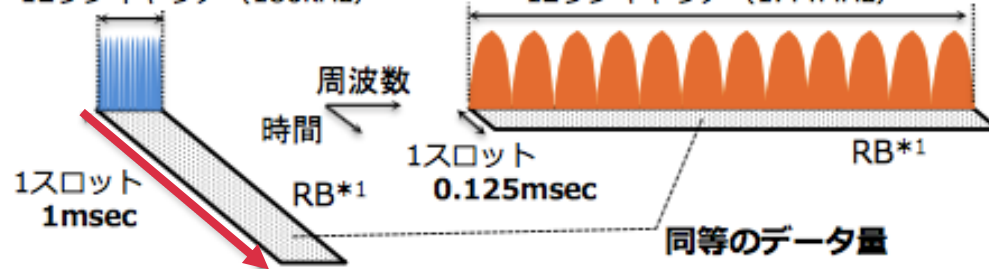 周波数
時間
1スロット
1msec
RB*1
1スロット
0.125msec
RB*1
同等のデータ量